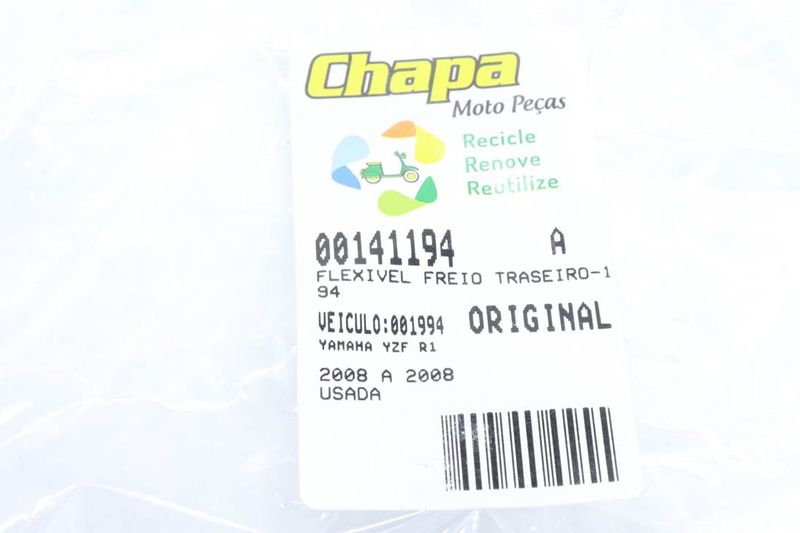 Chapa
Moto Peças
Recicle
Renove
Reutilize
00141194 A
FLEXIVEL FREIO TRASEIRO-1
94
VEICULO:001994 ORIGINAL
YAMAHA YZF R1
2008 A 2008
USADA